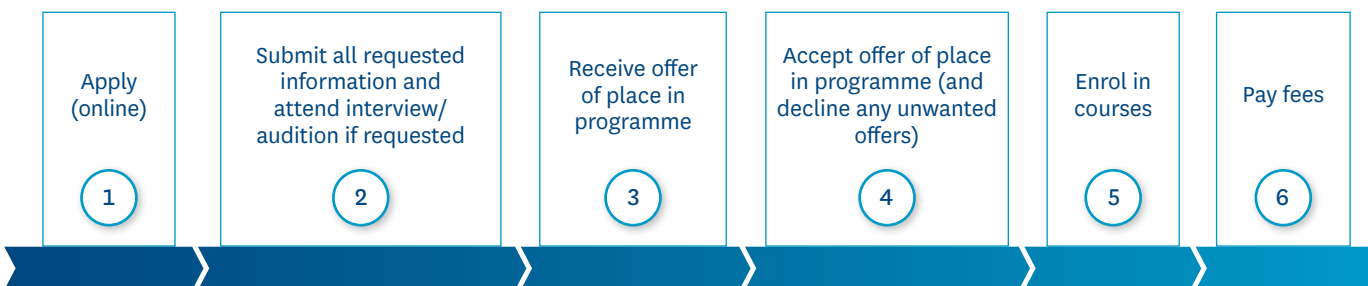 Apply
(online)
1
Submit all requested
information and
attend interview/
audition if requested
2
Receive offer
of place in
programme
3
Accept offer of place
in programme (and
decline any unwanted
offers)
4
Enrol in
courses
5
Pay fees
6